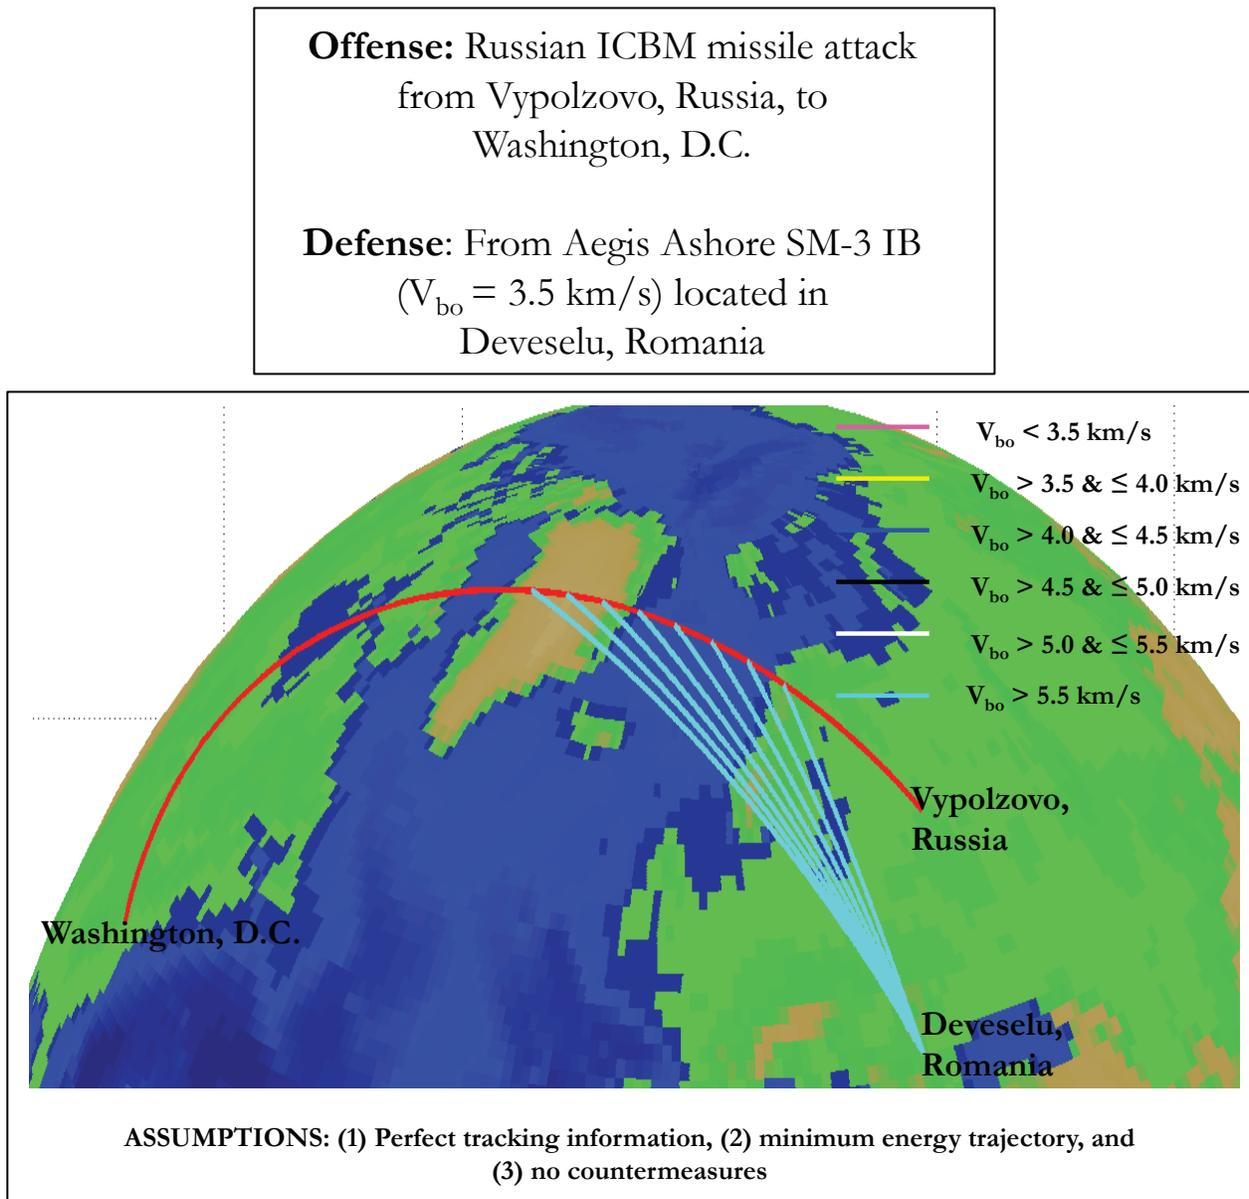 Offense: Russian ICBM missile attack
from Vypolzovo, Russia, to
Washington, D.C.
Defense: From Aegis Ashore SM-3 IB
(Vbo = 3.5 km/s) located in
Deveselu, Romania
Vbo < 3.5 km/s
Vbo > 3.5 & ≤ 4.0 km/s
Vbo > 4.0 & ≤ 4.5 km/s
Vbo > 4.5 & ≤ 5.0 km/s
Vbo > 5.0 & ≤ 5.5 km/s
Vbo > 5.5 km/s
Vypolzovo,
Russia
Washington, D.C.
Deveselu,
Romania
ASSUMPTIONS: (1) Perfect tracking information, (2) minimum energy trajectory, and
(3) no countermeasures